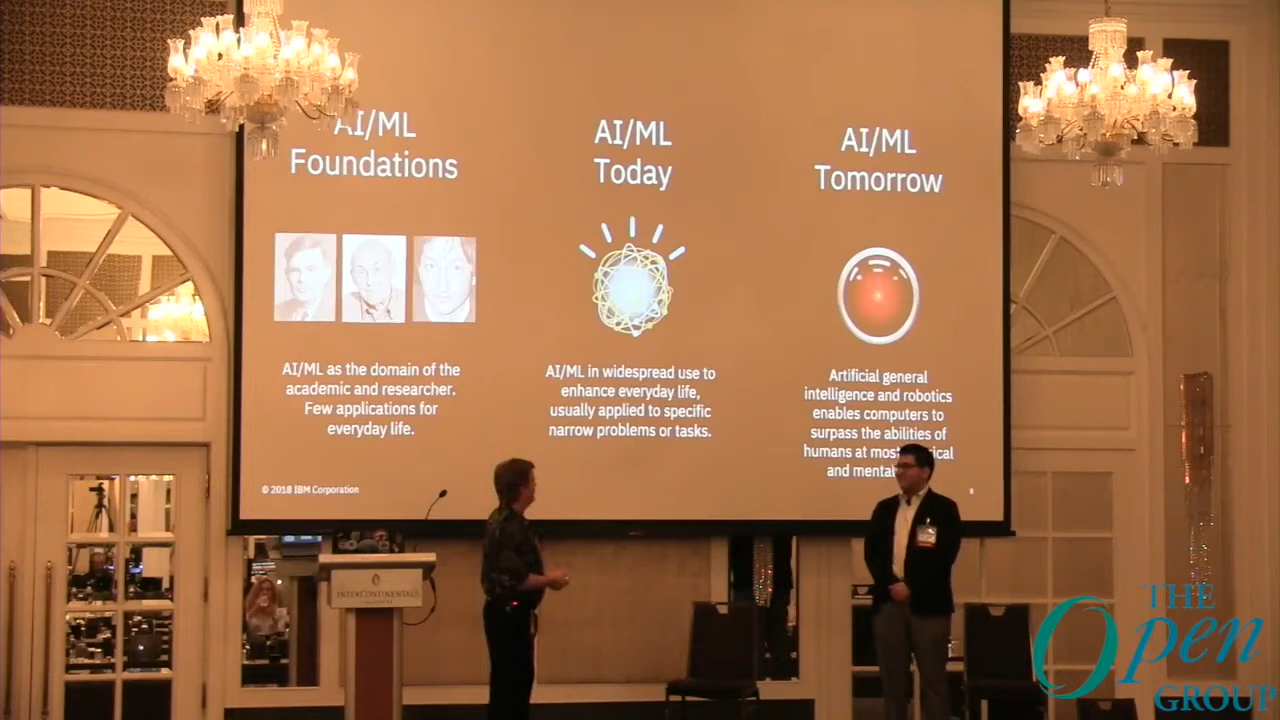 AI/ML
Foundations
AI/ML as the domain of the
academic and researcher.
Few applications for
everyday life.
AI/ML
Today
AI/ML in widespread use to
enhance everyday life,
usually applied to specific
narrow problems or tasks.
AI/ML
Tomorrow
Artificial general
intelligence and robotics
enables computers to
surpass the abilities of
humans at
and
© 2018 IBM Corporation
8
INTERCONTINENTAL
THE
Open
GROUP